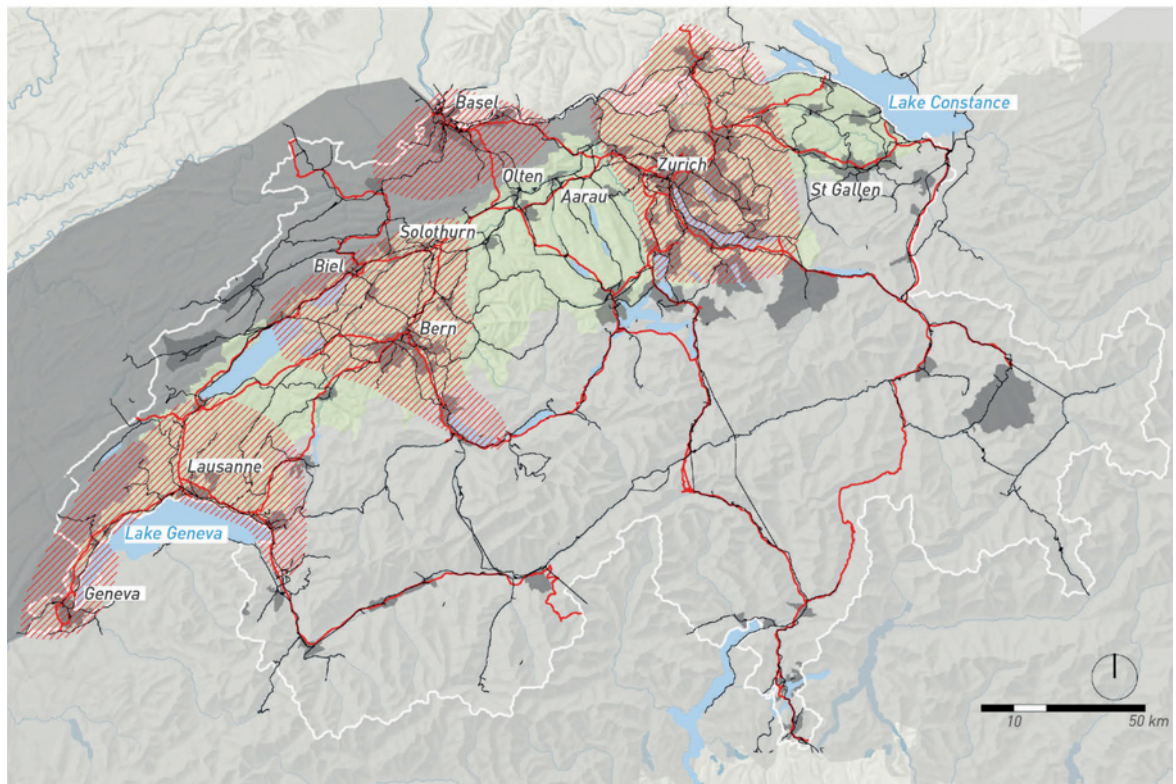 Basel
Lake Constance
Zurich
Olten
St Gallen
Aarau
Solothurn
Biel
Bern
Lausanne
Lake Geneva
Geneva
10 50 km